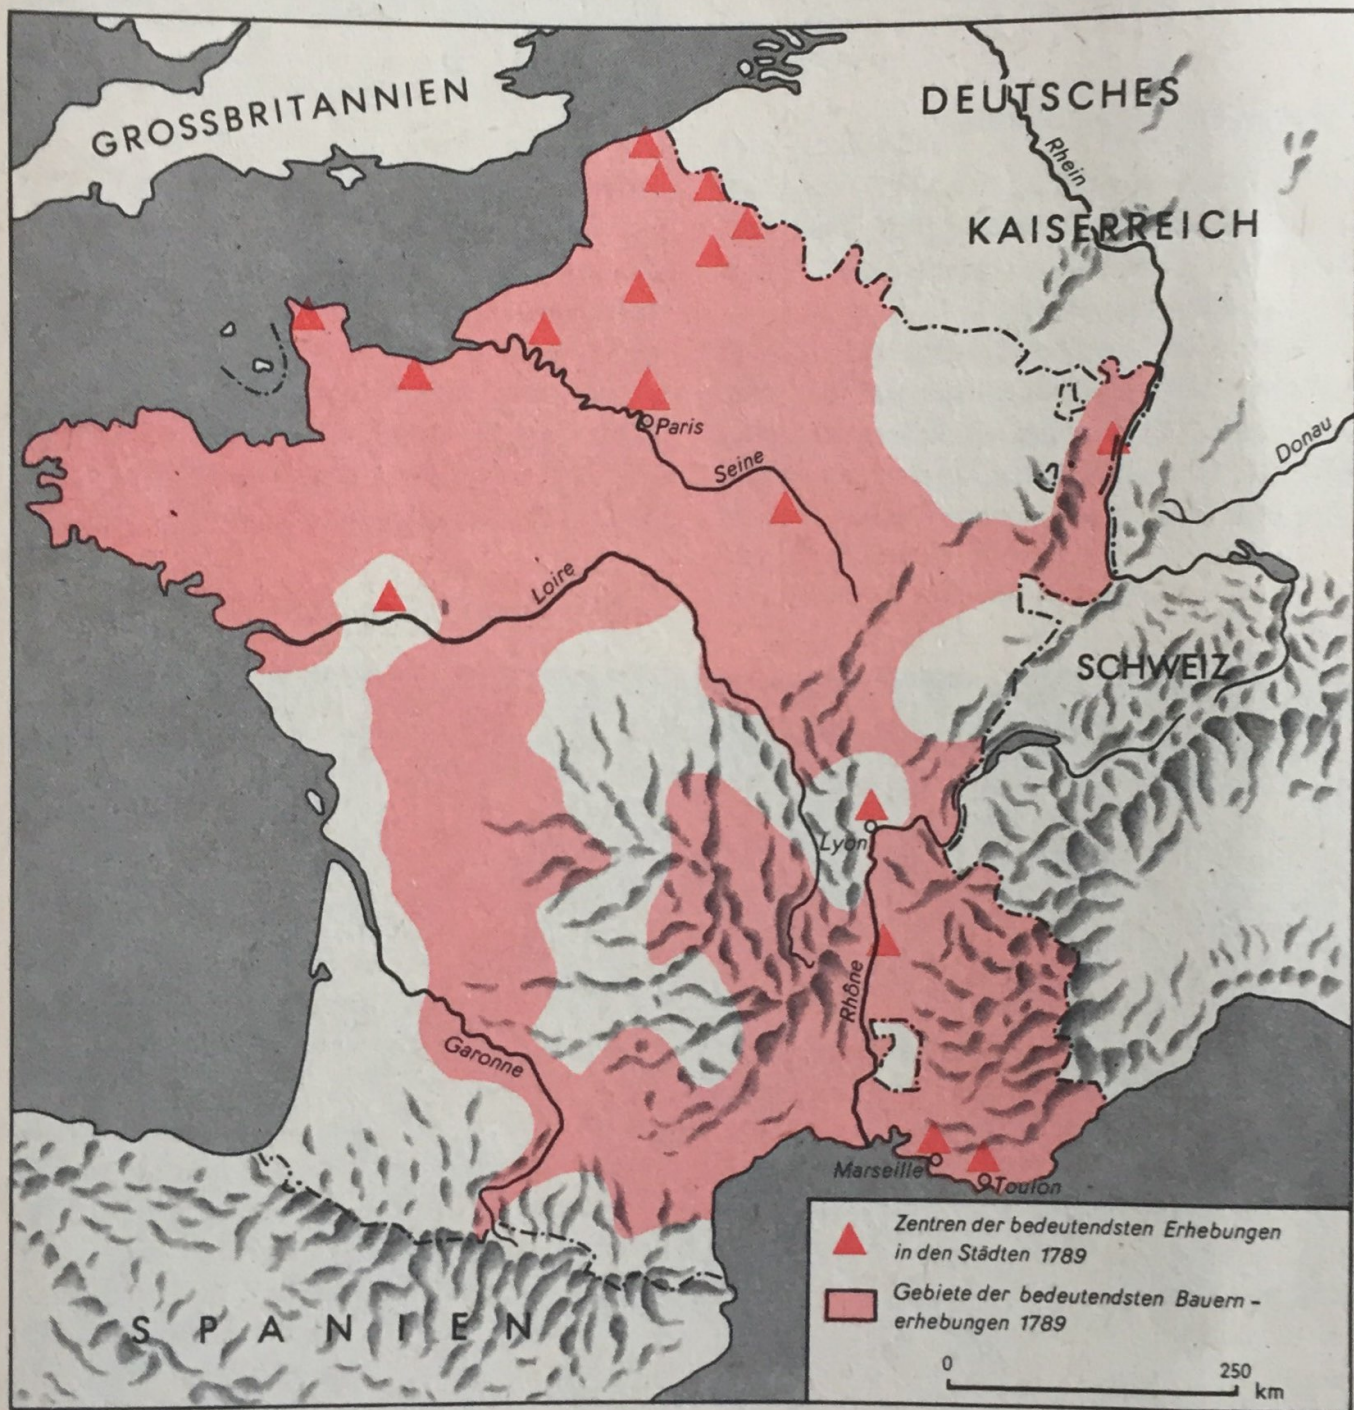 GROSSBRITANNIEN
DEUTSCHES
Rhein
KAISERREICH
Paris
Seine
Donau
Loire
SCHWEIZ
Lyon
Rhône
Garonne
Marseille
Toulon
SPANIEN
Zentren der bedeutendsten Erhebungen
in den Städten 1789
Gebiete der bedeutendsten Bauern-
erhebungen 1789
0 250
km